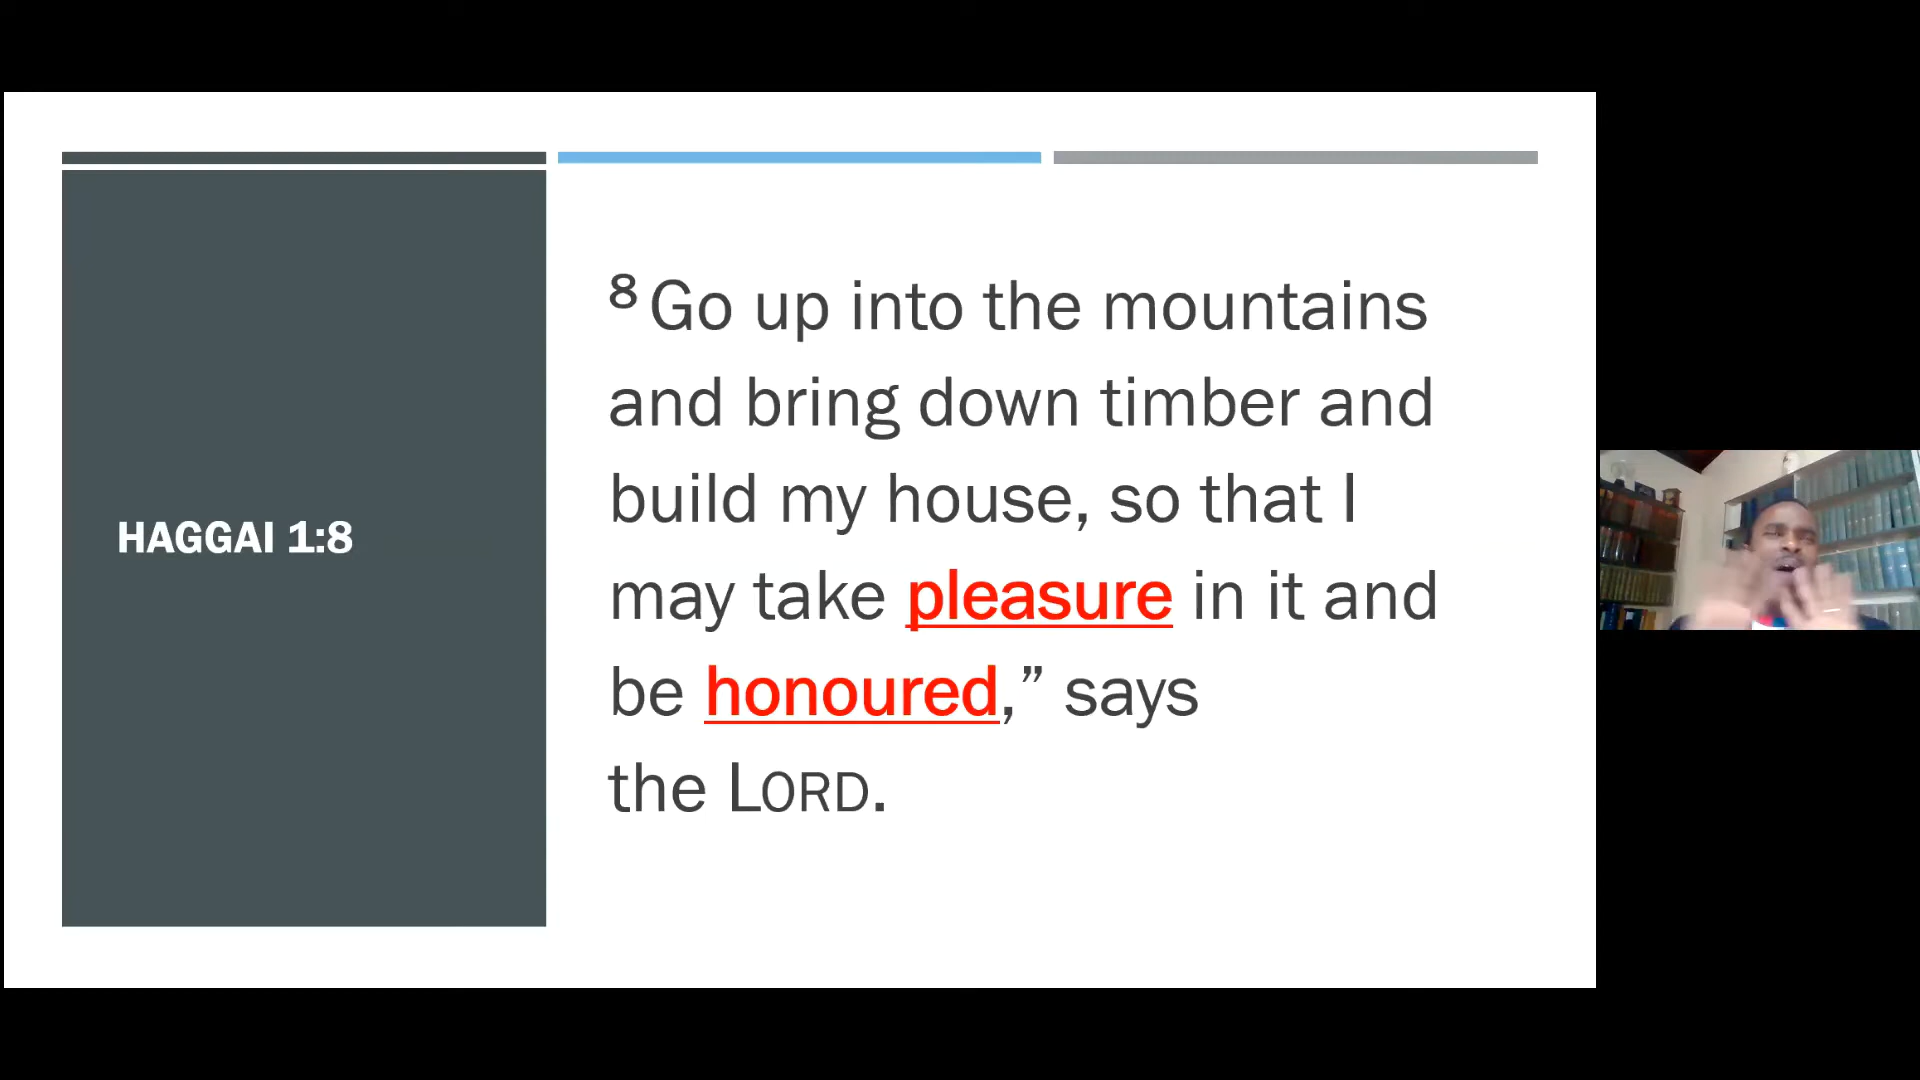 HAGGAI 1:8
⁸ Go up into the mountains
and bring down timber and
build my house, so that I
may take pleasure in it and
be honoured,” says
the LORD.